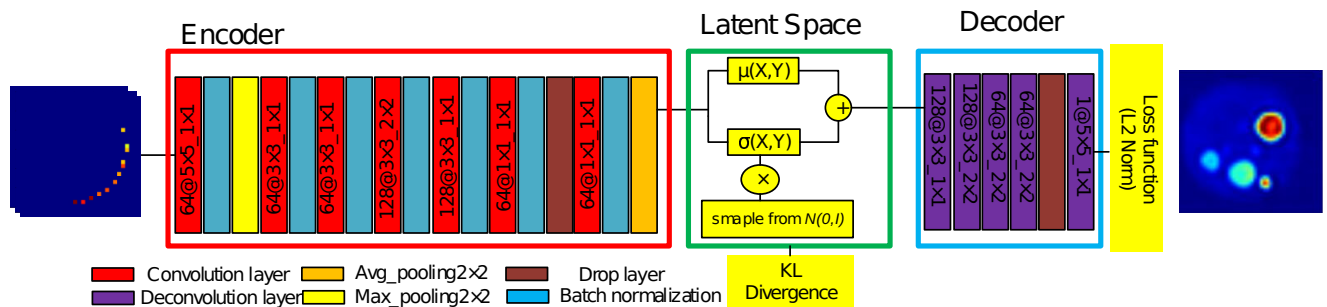 Encoder
Latent Space
Decoder
64@5×5_1×1
64@3×3_1×1
64@3×3_1×1
128@3×3_2×2
128@3×3_1×1
64@1×1_1×1
64@1×1_1×1
μ(X,Y)
+
σ(X,Y)
×
smaple from N(0,I)
KL
Divergence
128@3×3_1×1
128@3×3_2×2
64@3×3_2×2
64@3×3_2×2
1@5×5_1×1
Loss function
(L2 Norm)
Convolution layer
Avg_pooling2×2
Drop layer
Deconvolution layer
Max_pooling2×2
Batch normalization